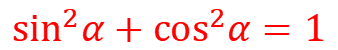 sin²α + cos²α = 1